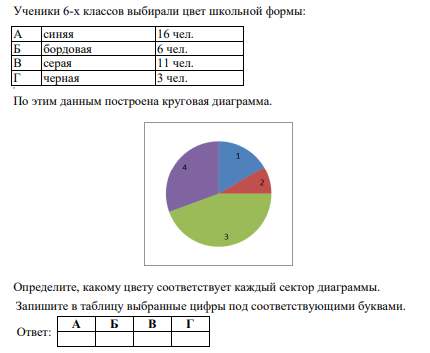 Ученики 6-х классов выбирали цвет школьной формы:
А синяя 16 чел.
Б бордовая 6 чел.
В серая 11 чел.
Г черная 3 чел.
По этим данным построена круговая диаграмма.
1
2
3
4
Определите, какому цвету соответствует каждый сектор диаграммы.
Запишите в таблицу выбранные цифры под соответствующими буквами.
Ответ: А Б В Г